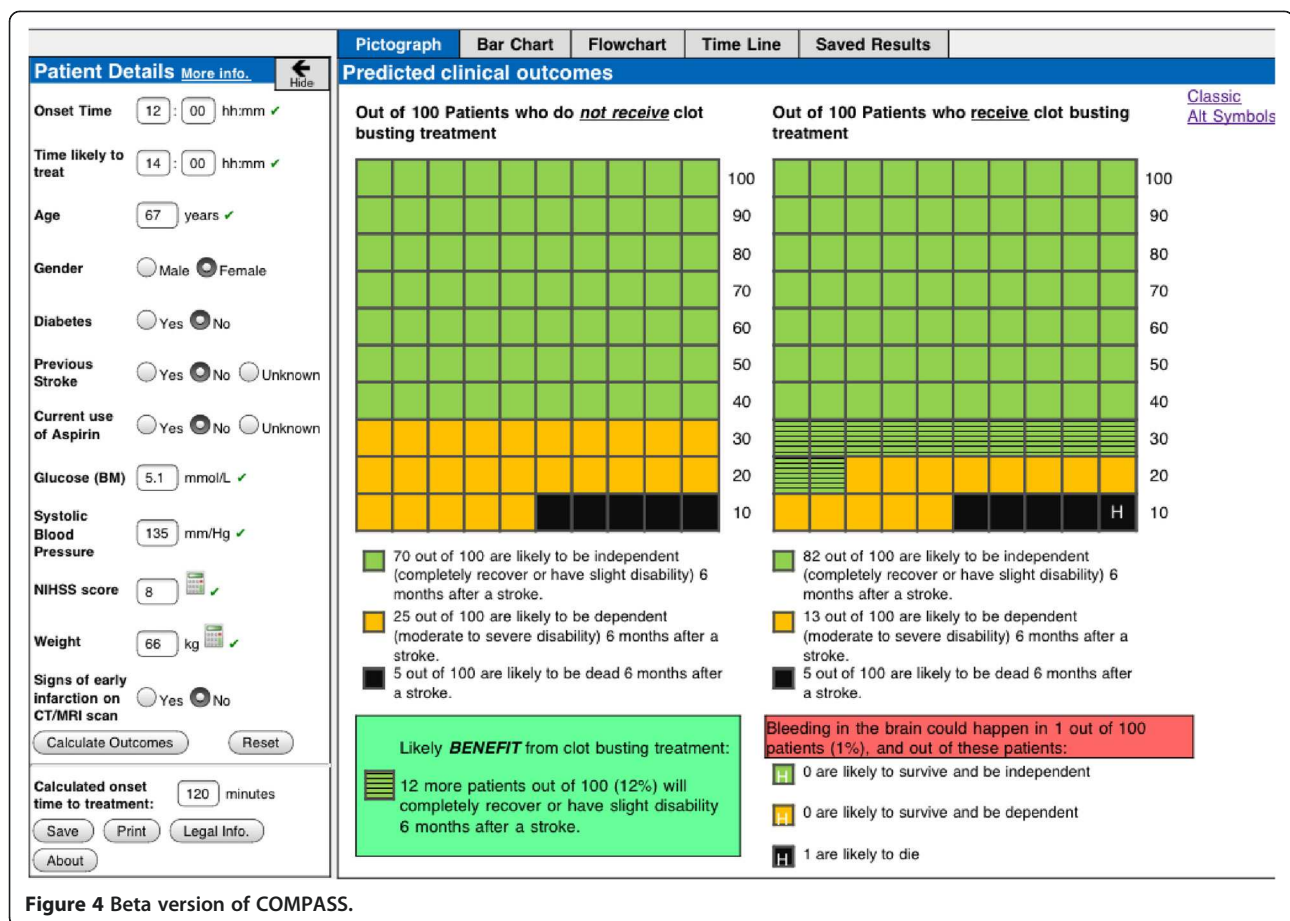 Pictograph Bar Chart Flowchart Time Line Saved Results
Patient Details More info. Hide
Onset Time 12 : 00 hh:mm ✔
Time likely to
treat 14 : 00 hh:mm ✔
Age 67 years ✔
Gender Male Female
Diabetes Yes No
Previous
Stroke Yes No Unknown
Current use
of Aspirin Yes No Unknown
Glucose (BM) 5.1 mmol/L ✔
Systolic
Blood
Pressure 135 mm/Hg ✔
NIHSS score 8 ✔
Weight 66 kg ✔
Signs of early
infarction on
CT/MRI scan Yes No
Calculate Outcomes Reset
Calculated onset
time to treatment: 120 minutes
Save Print Legal Info.
About
Predicted clinical outcomes
Classic
Alt Symbols
Out of 100 Patients who do not receive clot
busting treatment
100
90
80
70
60
50
40
30
20
10
70 out of 100 are likely to be independent
(completely recover or have slight disability) 6
months after a stroke.
25 out of 100 are likely to be dependent
(moderate to severe disability) 6 months after a
stroke.
5 out of 100 are likely to be dead 6 months after
a stroke.
Likely BENEFIT from clot busting treatment:
12 more patients out of 100 (12%) will
completely recover or have slight disability
6 months after a stroke.
Out of 100 Patients who receive clot busting
treatment
100
90
80
70
60
50
40
30
20
H 10
82 out of 100 are likely to be independent
(completely recover or have slight disability) 6
months after a stroke.
13 out of 100 are likely to be dependent
(moderate to severe disability) 6 months after a
stroke.
5 out of 100 are likely to be dead 6 months after
a stroke.
Bleeding in the brain could happen in 1 out of 100
patients (1%), and out of these patients:
H 0 are likely to survive and be independent
H 0 are likely to survive and be dependent
H 1 are likely to die
Figure 4 Beta version of COMPASS.